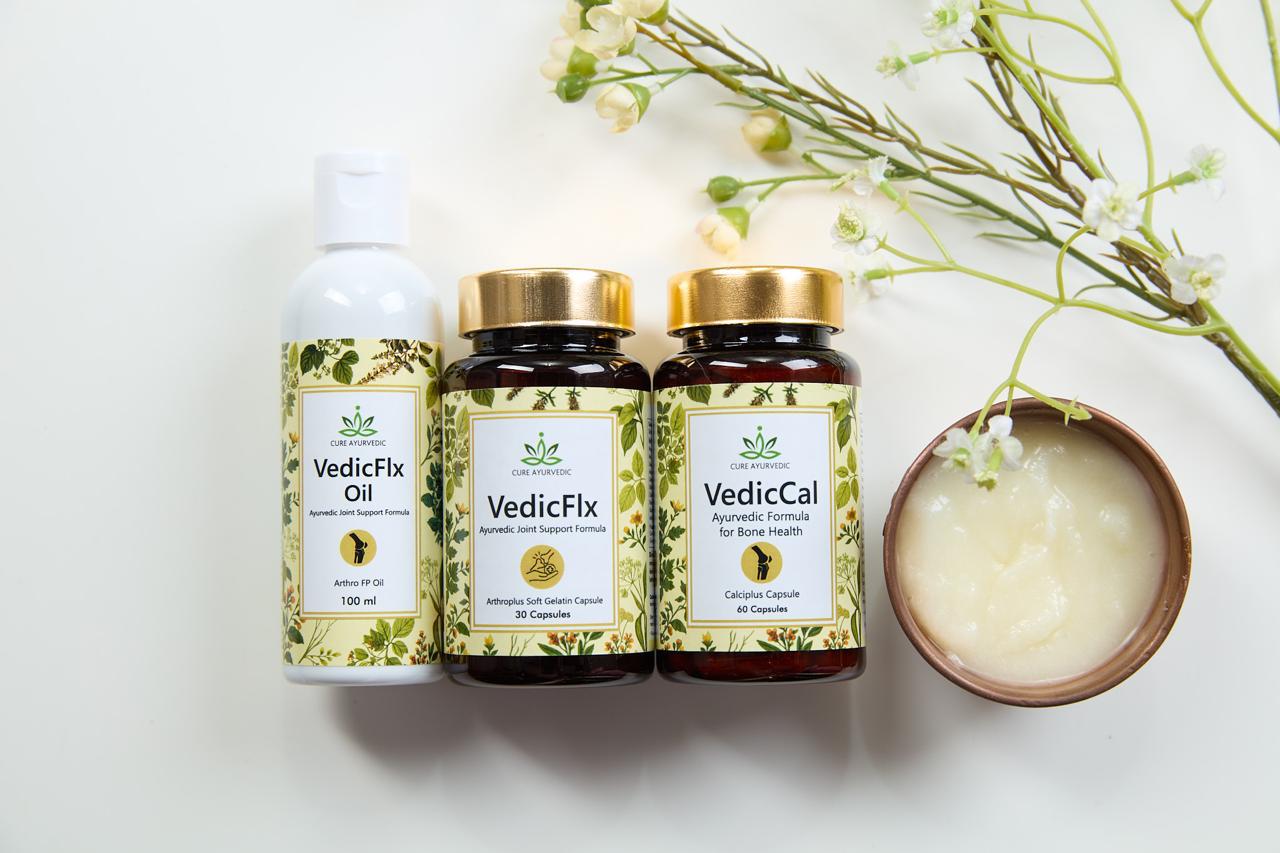 CURE AYURVEDIC
VedicFlx
Oil
Ayurvedic Joint Support Formula
Arthro FP Oil
100 ml
CURE AYURVEDIC
VedicFlx
Ayurvedic Joint Support Formula
Arthroplus Soft Gelatin Capsule
30 Capsules
CURE AYURVEDIC
VedicCal
Ayurvedic Formula
for Bone Health
Calciplus Capsule
60 Capsules